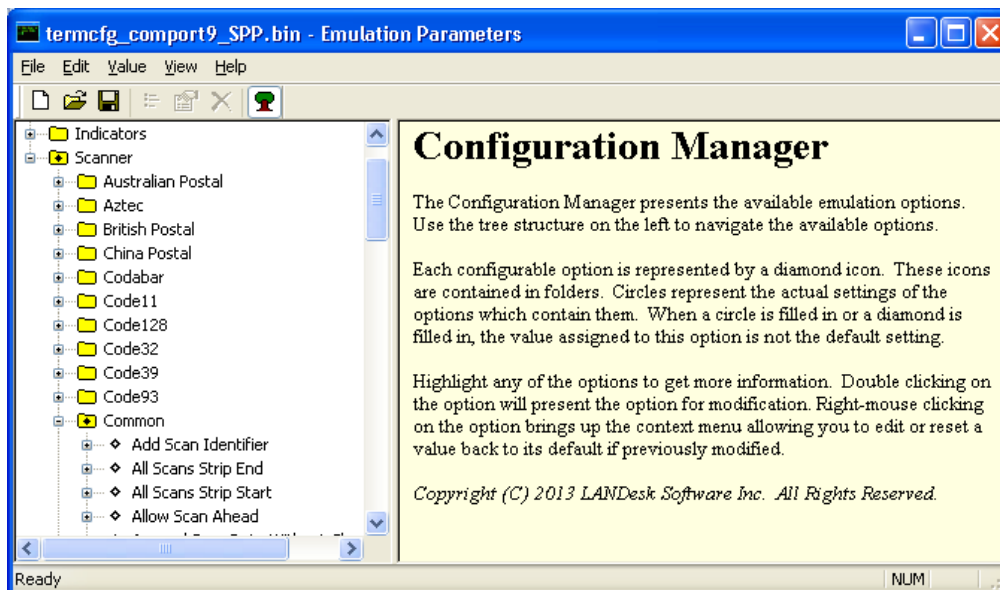 termcfg_comport9_SPP.bin - Emulation Parameters
File Edit Value View Help
Indicators
Scanner
Australian Postal
Aztec
British Postal
China Postal
Codabar
Code11
Code128
Code32
Code39
Code93
Common
Add Scan Identifier
All Scans Strip End
All Scans Strip Start
Allow Scan Ahead
Configuration Manager
The Configuration Manager presents the available emulation options.
Use the tree structure on the left to navigate the available options.
Each configurable option is represented by a diamond icon. These icons
are contained in folders. Circles represent the actual settings of the
options which contain them. When a circle is filled in or a diamond is
filled in, the value assigned to this option is not the default setting.
Highlight any of the options to get more information. Double clicking on
the option will present the option for modification. Right-mouse clicking
on the option brings up the context menu allowing you to edit or reset a
value back to its default if previously modified.
Copyright (C) 2013 LANDesk Software Inc. All Rights Reserved.
Ready
NUM